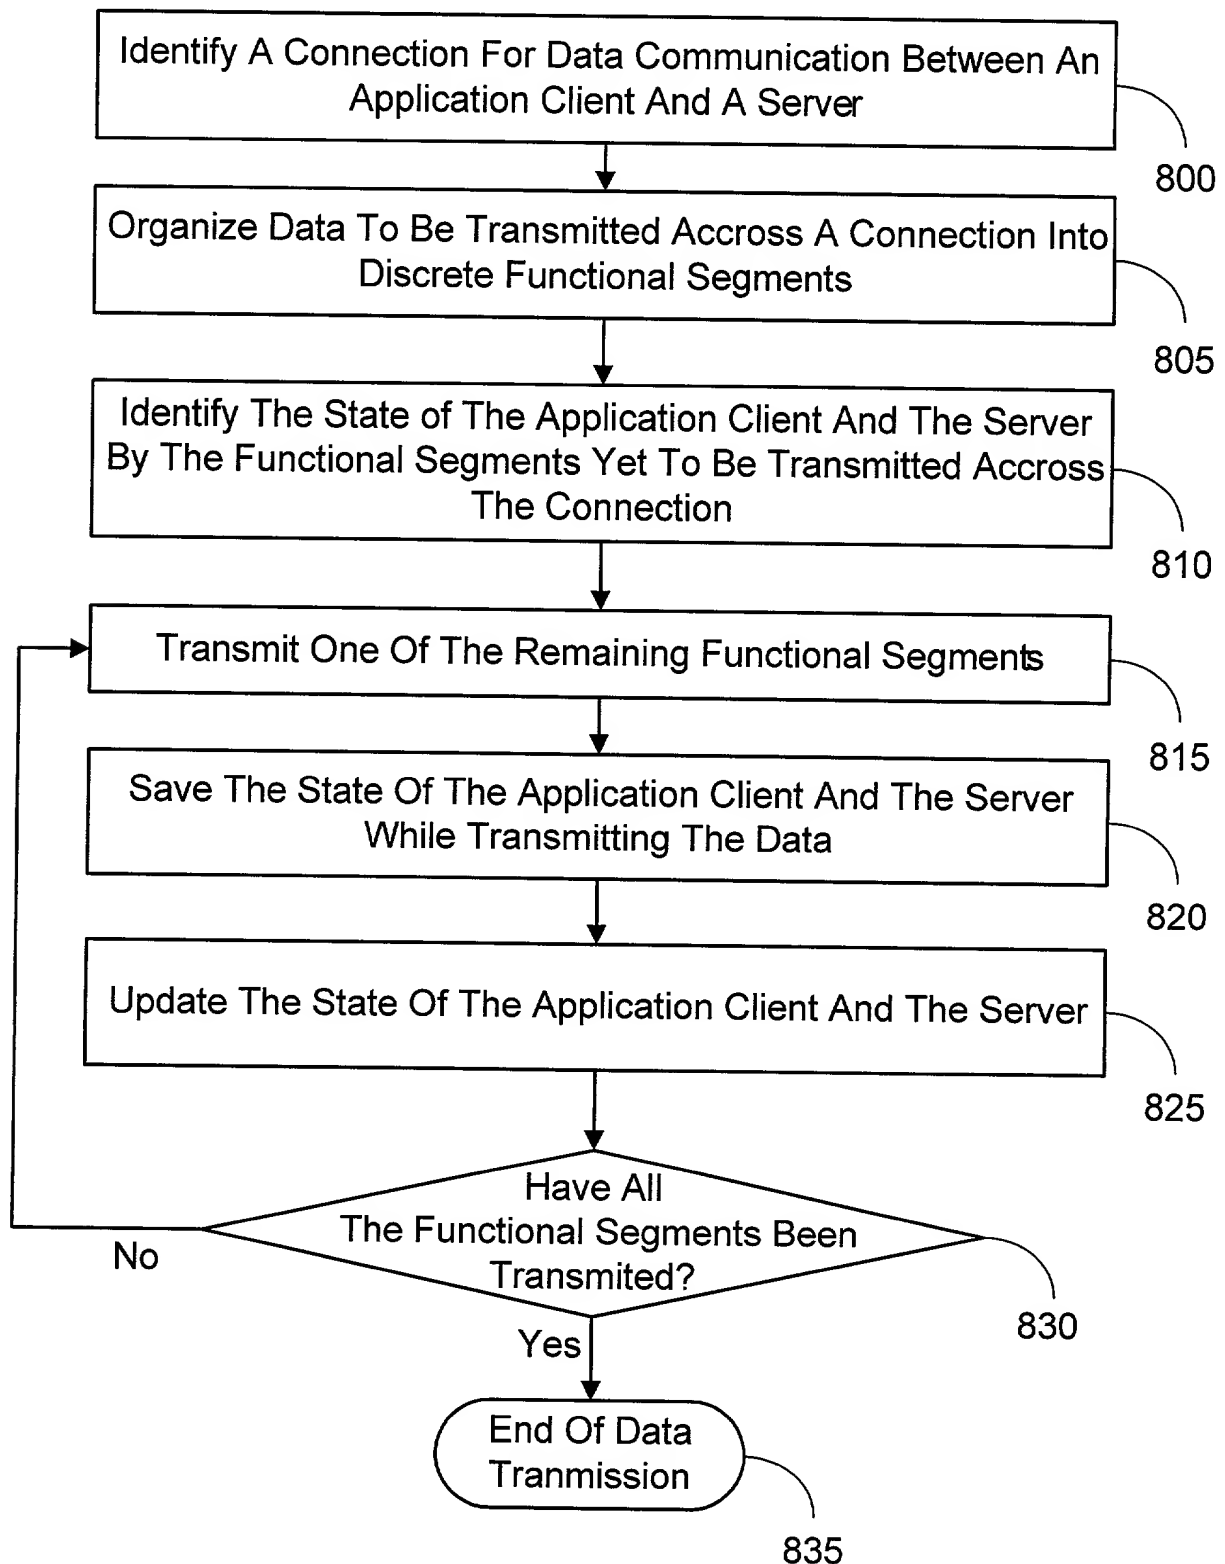 Identify A Connection For Data Communication Between An
Application Client And A Server
800
Organize Data To Be Transmitted Accross A Connection Into
Discrete Functional Segments
805
Identify The State of The Application Client And The Server
By The Functional Segments Yet To Be Transmitted Accross
The Connection
810
Transmit One Of The Remaining Functional Segments
815
Save The State Of The Application Client And The Server
While Transmitting The Data
820
Update The State Of The Application Client And The Server
825
Have All
The Functional Segments Been
Transmited?
No
830
Yes
End Of Data
Tranmission
835